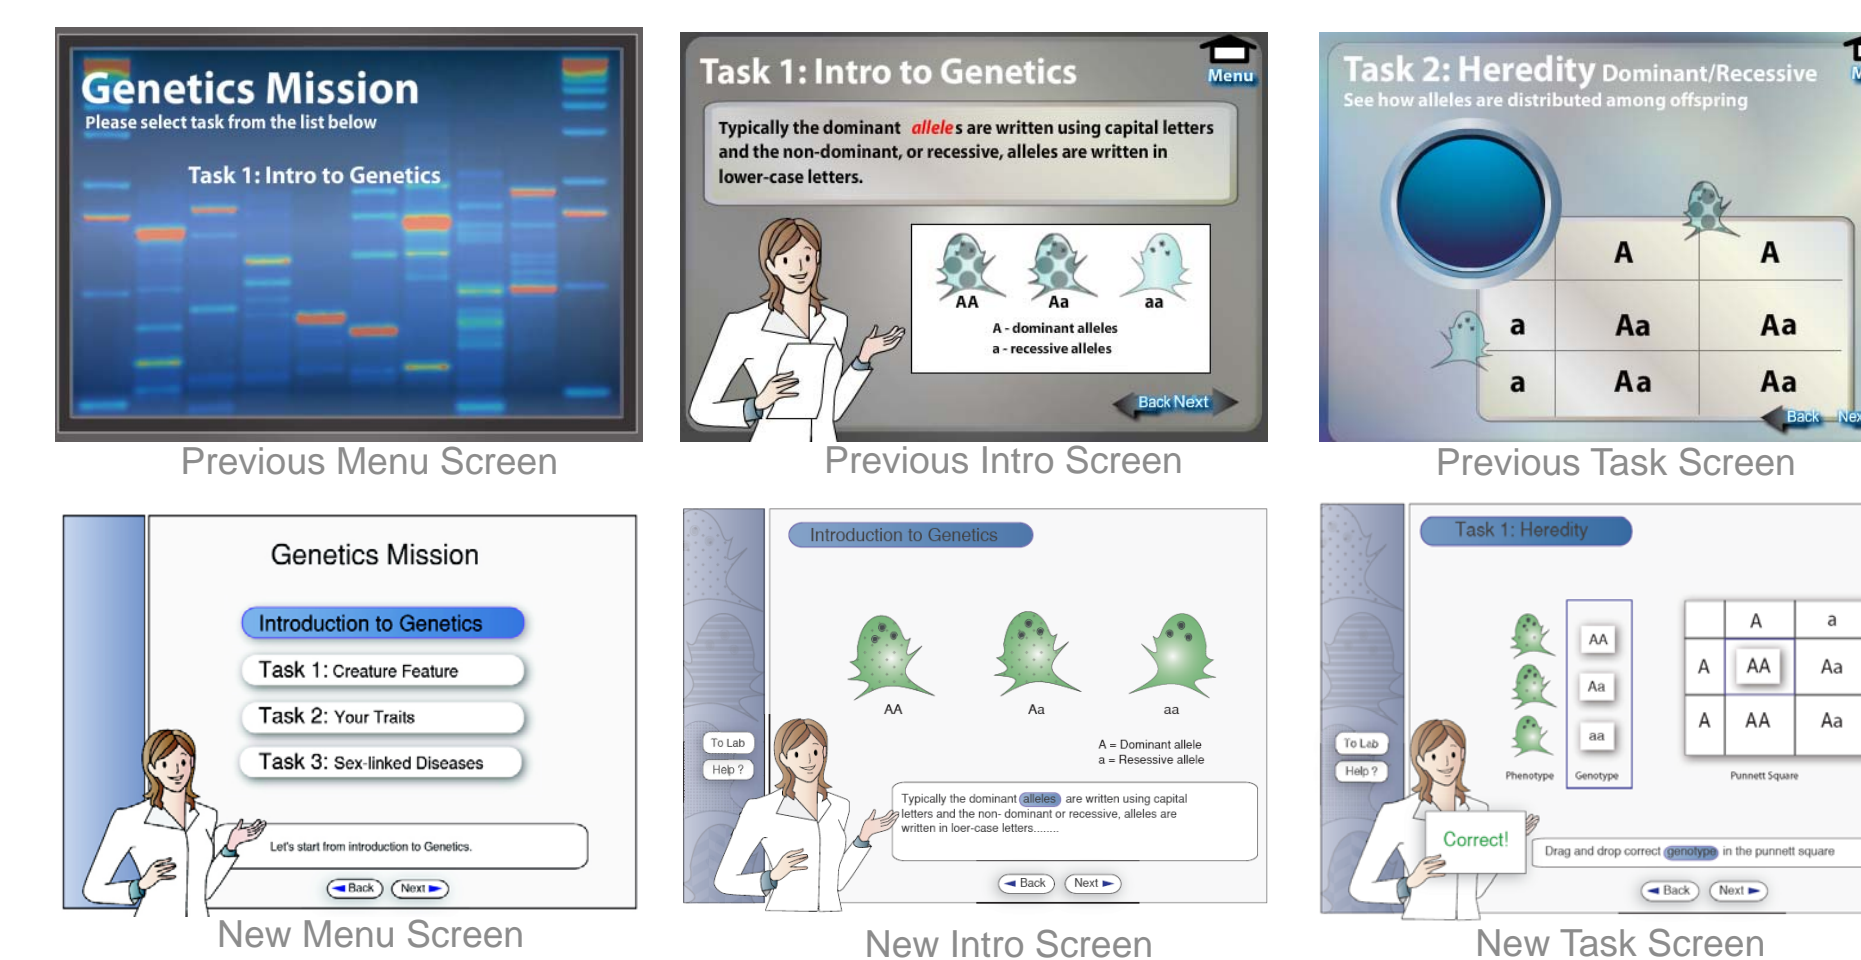 Genetics Mission
Please select task from the list below
Task 1: Intro to Genetics
Previous Menu Screen
Task 1: Intro to Genetics
Menu
Typically the dominant alleles are written using capital letters
and the non-dominant, or recessive, alleles are written in
lower-case letters.
AA Aa aa
A - dominant alleles
a - recessive alleles
Back Next
Previous Intro Screen
Task 2: Heredity Dominant/Recessive
See how alleles are distributed among offspring
A A
a Aa Aa
a Aa Aa
Back
Previous Task Screen
Genetics Mission
Introduction to Genetics
Task 1: Creature Feature
Task 2: Your Traits
Task 3: Sex-linked Diseases
Let's start from introduction to Genetics.
Back Next
New Menu Screen
Introduction to Genetics
AA Aa aa
A = Dominant allele
a = Resessive allele
To Lab
Help ?
Typically the dominant alleles are written using capital
letters and the non- dominant or recessive, alleles are
written in loer-case letters........
Back Next
New Intro Screen
Task 1: Heredity
AA
Aa
aa
Phenotype Genotype
A a
A AA Aa
A AA Aa
Punnett Square
To Lab
Help ?
Correct!
Drag and drop correct genotype in the punnett square
Back Next
New Task Screen